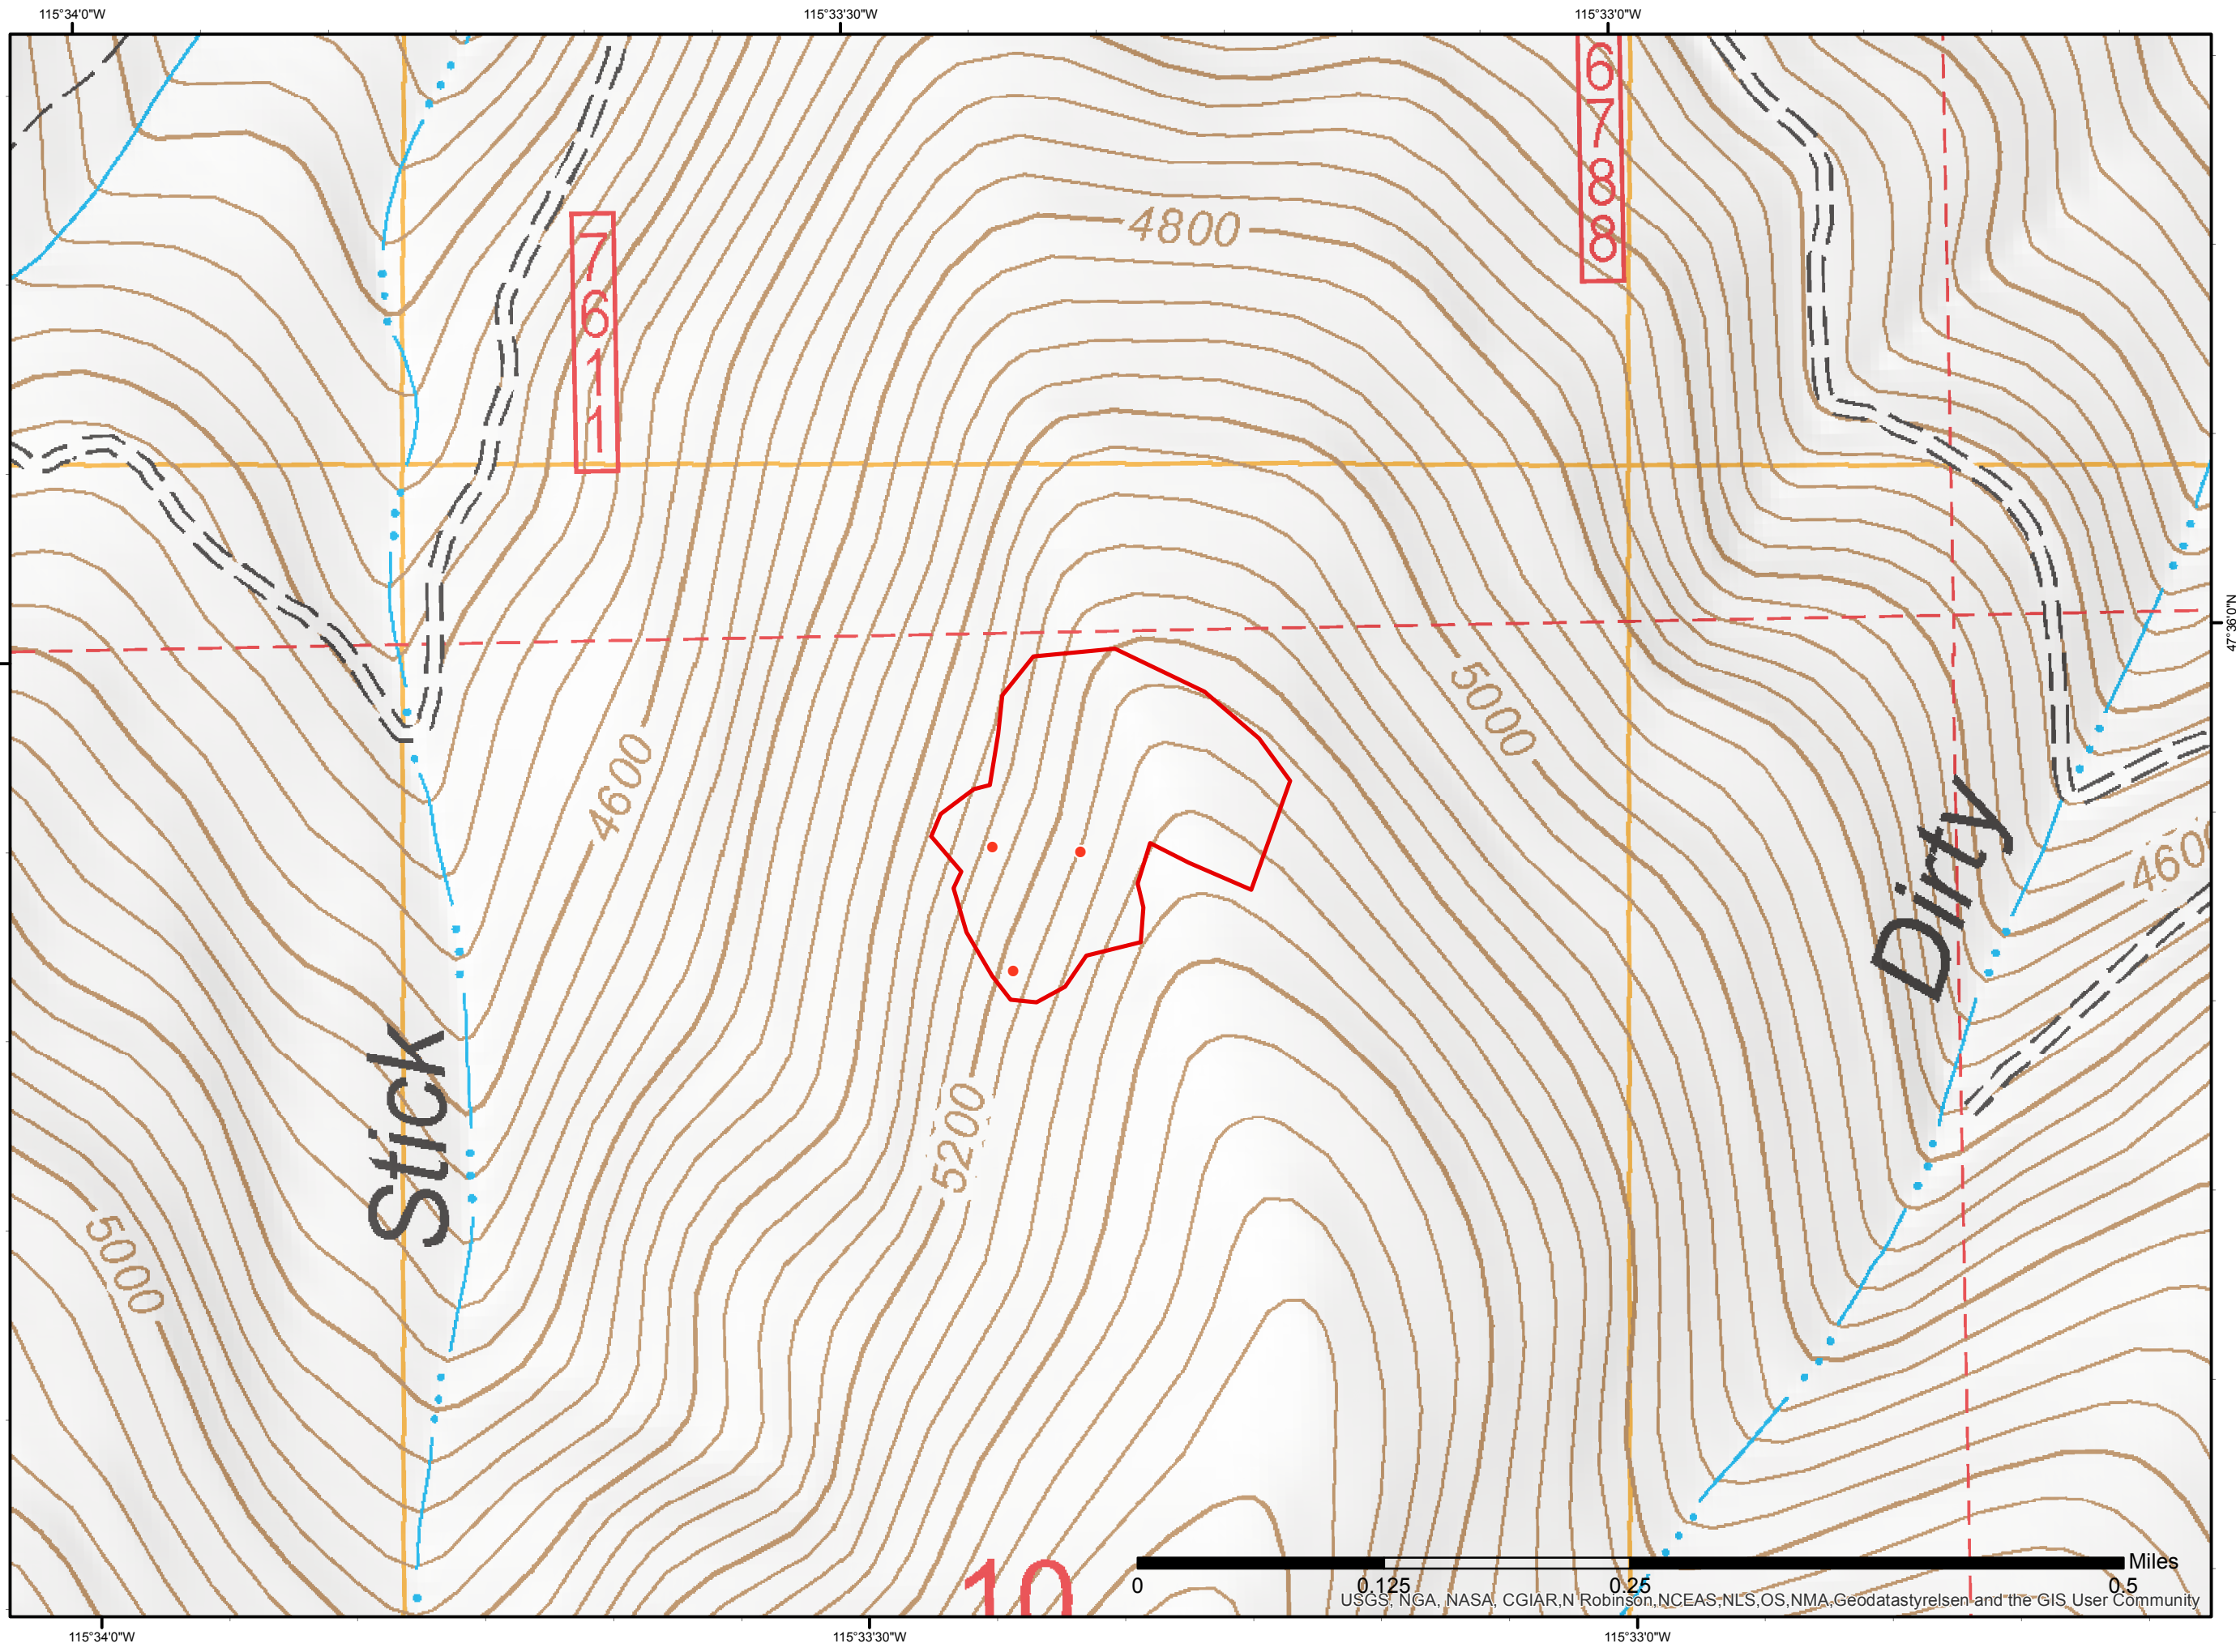 115°34'0"W 115°33'30"W 115°33'0"W
6788
4800
7611
47°36'0"N
5000
4600
Dirty
460
Stick
5200
5000
10
Miles
0 0.125 0.25 0.5
USGS, NGA, NASA, CGIAR,N Robinson,NCEAS,NLS,OS,NMA,Geodatastyrelsen and the GIS User Community
115°34'0"W 115°33'30"W 115°33'0"W